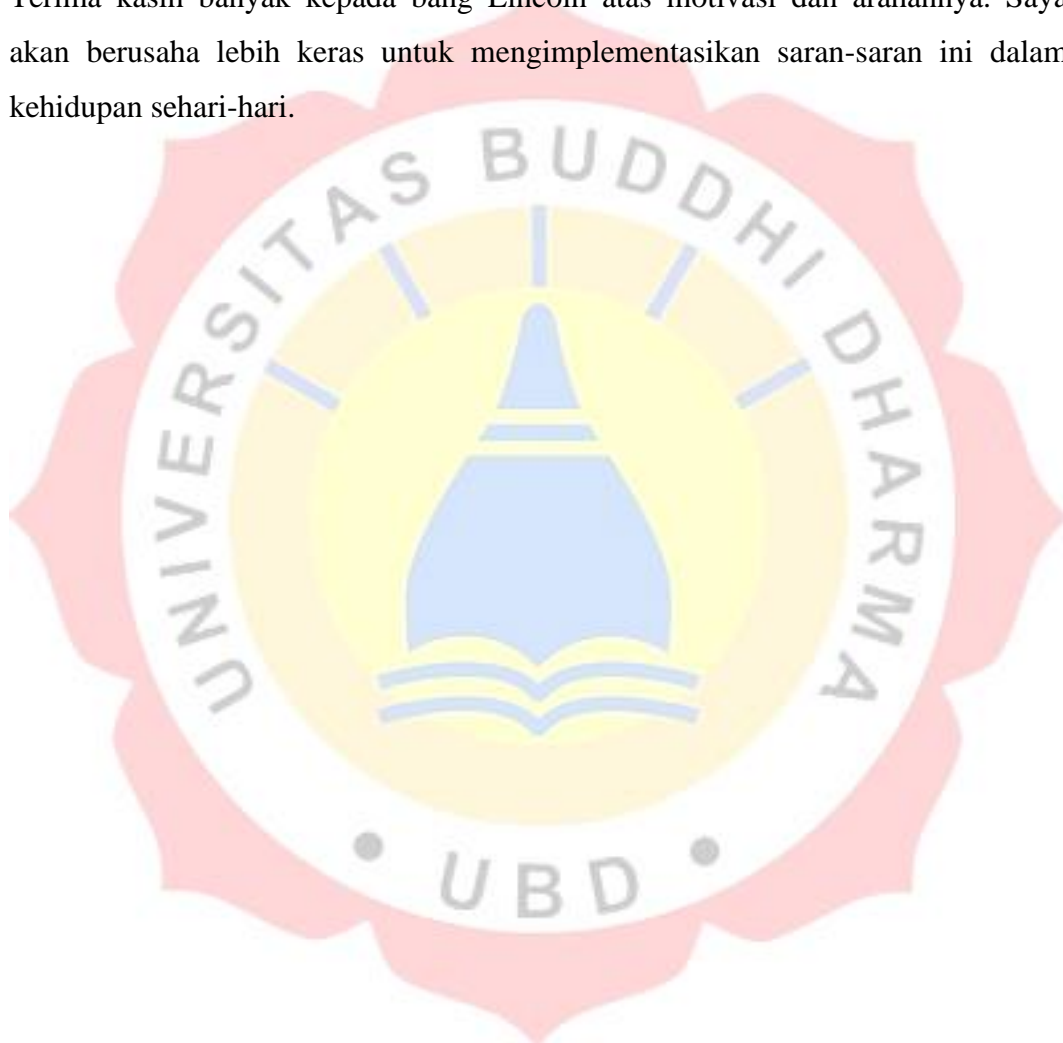 Terima kasih banyak kepada bang Lincoln atas motivasi dan arahannya. Saya
akan berusaha lebih keras untuk mengimplementasikan saran-saran ini dalam
kehidupan sehari-hari.
UNIVERSITAS BUDDHI DHARMA
• UBD •